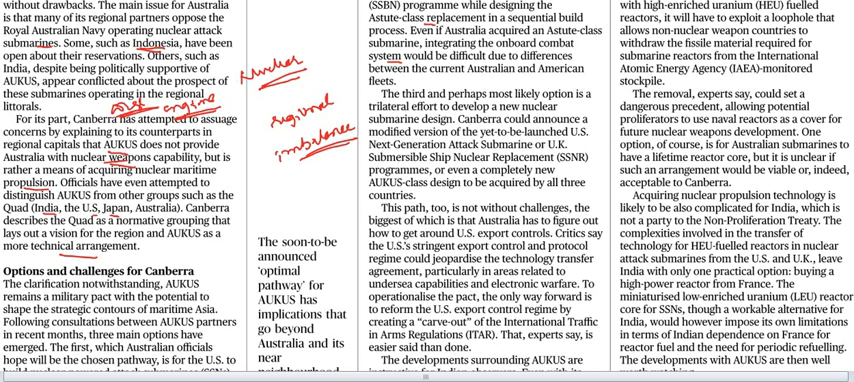 without drawbacks. The main issue for Australia
is that many of its regional partners oppose the
Royal Australian Navy operating nuclear attack
submarines. Some, such as Indonesia, have been
open about their reservations. Others, such as
India, despite being politically supportive of
AUKUS, appear conflicted about the prospect of
these submarines operating in the regional
littorals.
For its part, Canberra has attempted to assuage
concerns by explaining to its counterparts in
regional capitals that AUKUS does not provide
Australia with nuclear weapons capability, but is
rather a means of acquiring nuclear maritime
propulsion. Officials have even attempted to
distinguish AUKUS from other groups such as the
Quad (India, the U.S, Japan, Australia). Canberra
describes the Quad as a normative grouping that
lays out a vision for the region and AUKUS as a
more technical arrangement.
Options and challenges for Canberra
The clarification notwithstanding, AUKUS
remains a military pact with the potential to
shape the strategic contours of maritime Asia.
Following consultations between AUKUS partners
in recent months, three main options have
emerged. The first, which Australian officials
hope will be the chosen pathway, is for the U.S. to
engine
nuclear
regional
imbalance
The soon-to-be
announced
‘optimal
pathway’ for
AUKUS has
implications that
go beyond
Australia and its
near
neighbourhood
(SSBN) programme while designing the
Astute-class replacement in a sequential build
process. Even if Australia acquired an Astute-class
submarine, integrating the onboard combat
system would be difficult due to differences
between the current Australian and American
fleets.
The third and perhaps most likely option is a
trilateral effort to develop a new nuclear
submarine design. Canberra could announce a
modified version of the yet-to-be-launched U.S.
Next-Generation Attack Submarine or U.K.
Submersible Ship Nuclear Replacement (SSNR)
programmes, or even a completely new
AUKUS-class design to be acquired by all three
countries.
This path, too, is not without challenges, the
biggest of which is that Australia has to figure out
how to get around U.S. export controls. Critics say
the U.S.’s stringent export control and protocol
regime could jeopardise the technology transfer
agreement, particularly in areas related to
undersea capabilities and electronic warfare. To
operationalise the pact, the only way forward is
to reform the U.S. export control regime by
creating a “carve-out” of the International Traffic
in Arms Regulations (ITAR). That, experts say, is
easier said than done.
The developments surrounding AUKUS are
with high-enriched uranium (HEU) fuelled
reactors, it will have to exploit a loophole that
allows non-nuclear weapon countries to
withdraw the fissile material required for
submarine reactors from the International
Atomic Energy Agency (IAEA)-monitored
stockpile.
The removal, experts say, could set a
dangerous precedent, allowing potential
proliferators to use naval reactors as a cover for
future nuclear weapons development. One
option, of course, is for Australian submarines to
have a lifetime reactor core, but it is unclear if
such an arrangement would be viable or, indeed,
acceptable to Canberra.
Acquiring nuclear propulsion technology is
likely to be also complicated for India, which is
not a party to the Non-Proliferation Treaty. The
complexities involved in the transfer of
technology for HEU-fuelled reactors in nuclear
attack submarines from the U.S. and U.K., leave
India with only one practical option: buying a
high-power reactor from France. The
miniaturised low-enriched uranium (LEU) reactor
core for SSNs, though a workable alternative for
India, would however impose its own limitations
in terms of Indian dependence on France for
reactor fuel and the need for periodic refuelling.
The developments with AUKUS are then well